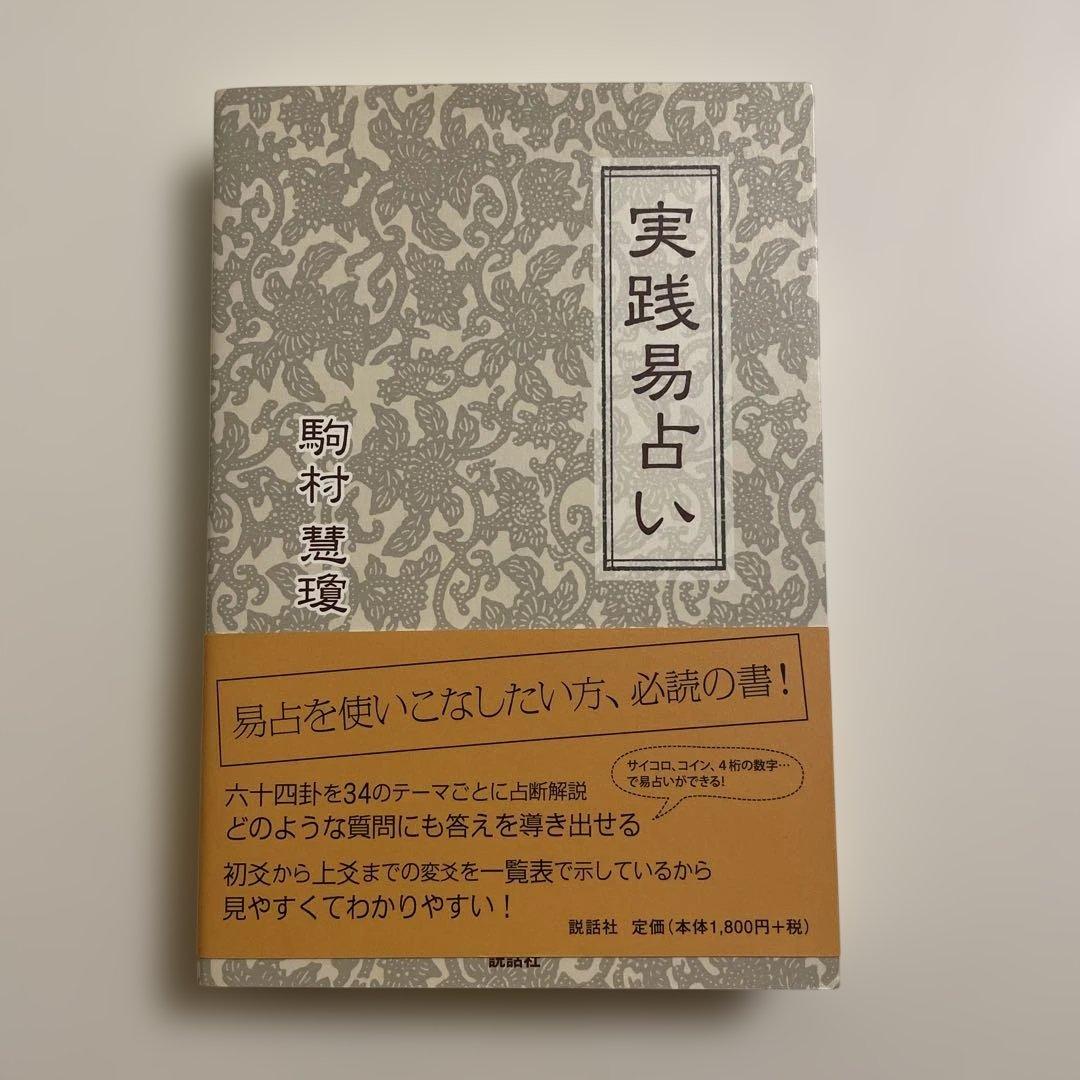 実践易占い
駒村 慧瓊
易占を使いこなしたい方、必読の書！
サイコロ、コイン、4桁の数字…
で易占いができる！
六十四卦を34のテーマごとに占断解説
どのような質問にも答えを導き出せる
初爻から上爻までの変爻を一覧表で示しているから
見やすくてわかりやすい！
説話社 定価（本体1,800円＋税）
説話社